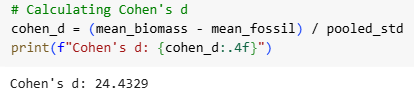 # Calculating Cohen's d
cohen_d = (mean_biomass - mean_fossil) / pooled_std
print(f"Cohen's d: {cohen_d:.4f}")
Cohen's d: 24.4329